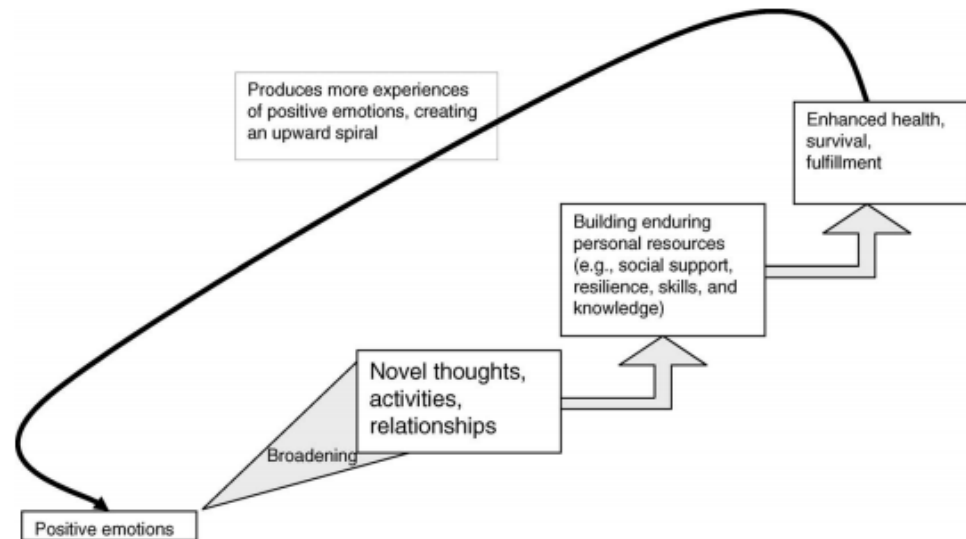 Produces more experiences
of positive emotions, creating
an upward spiral
Enhanced health,
survival,
fulfillment
Building enduring
personal resources
(e.g., social support,
resilience, skills, and
knowledge)
Novel thoughts,
activities,
relationships
Broadening
Positive emotions